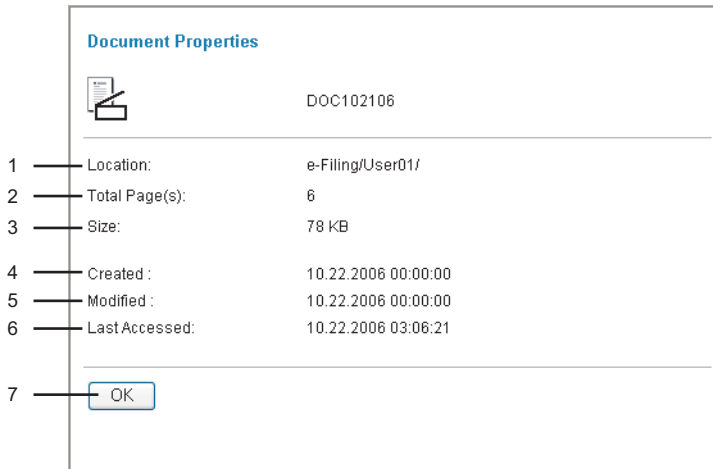 Document Properties
DOC102106
1 Location: e-Filing/User01/
2 Total Page(s): 6
3 Size: 78 KB
4 Created : 10.22.2006 00:00:00
5 Modified : 10.22.2006 00:00:00
6 Last Accessed: 10.22.2006 03:06:21
7 OK